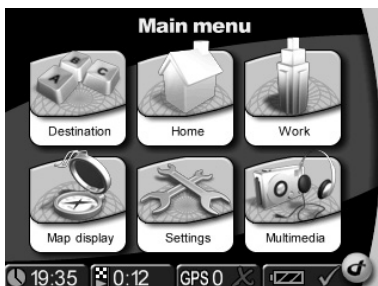 Main menu
A B C
Destination Home Work
Map display Settings Multimedia
19:35 0:12 GPS 0